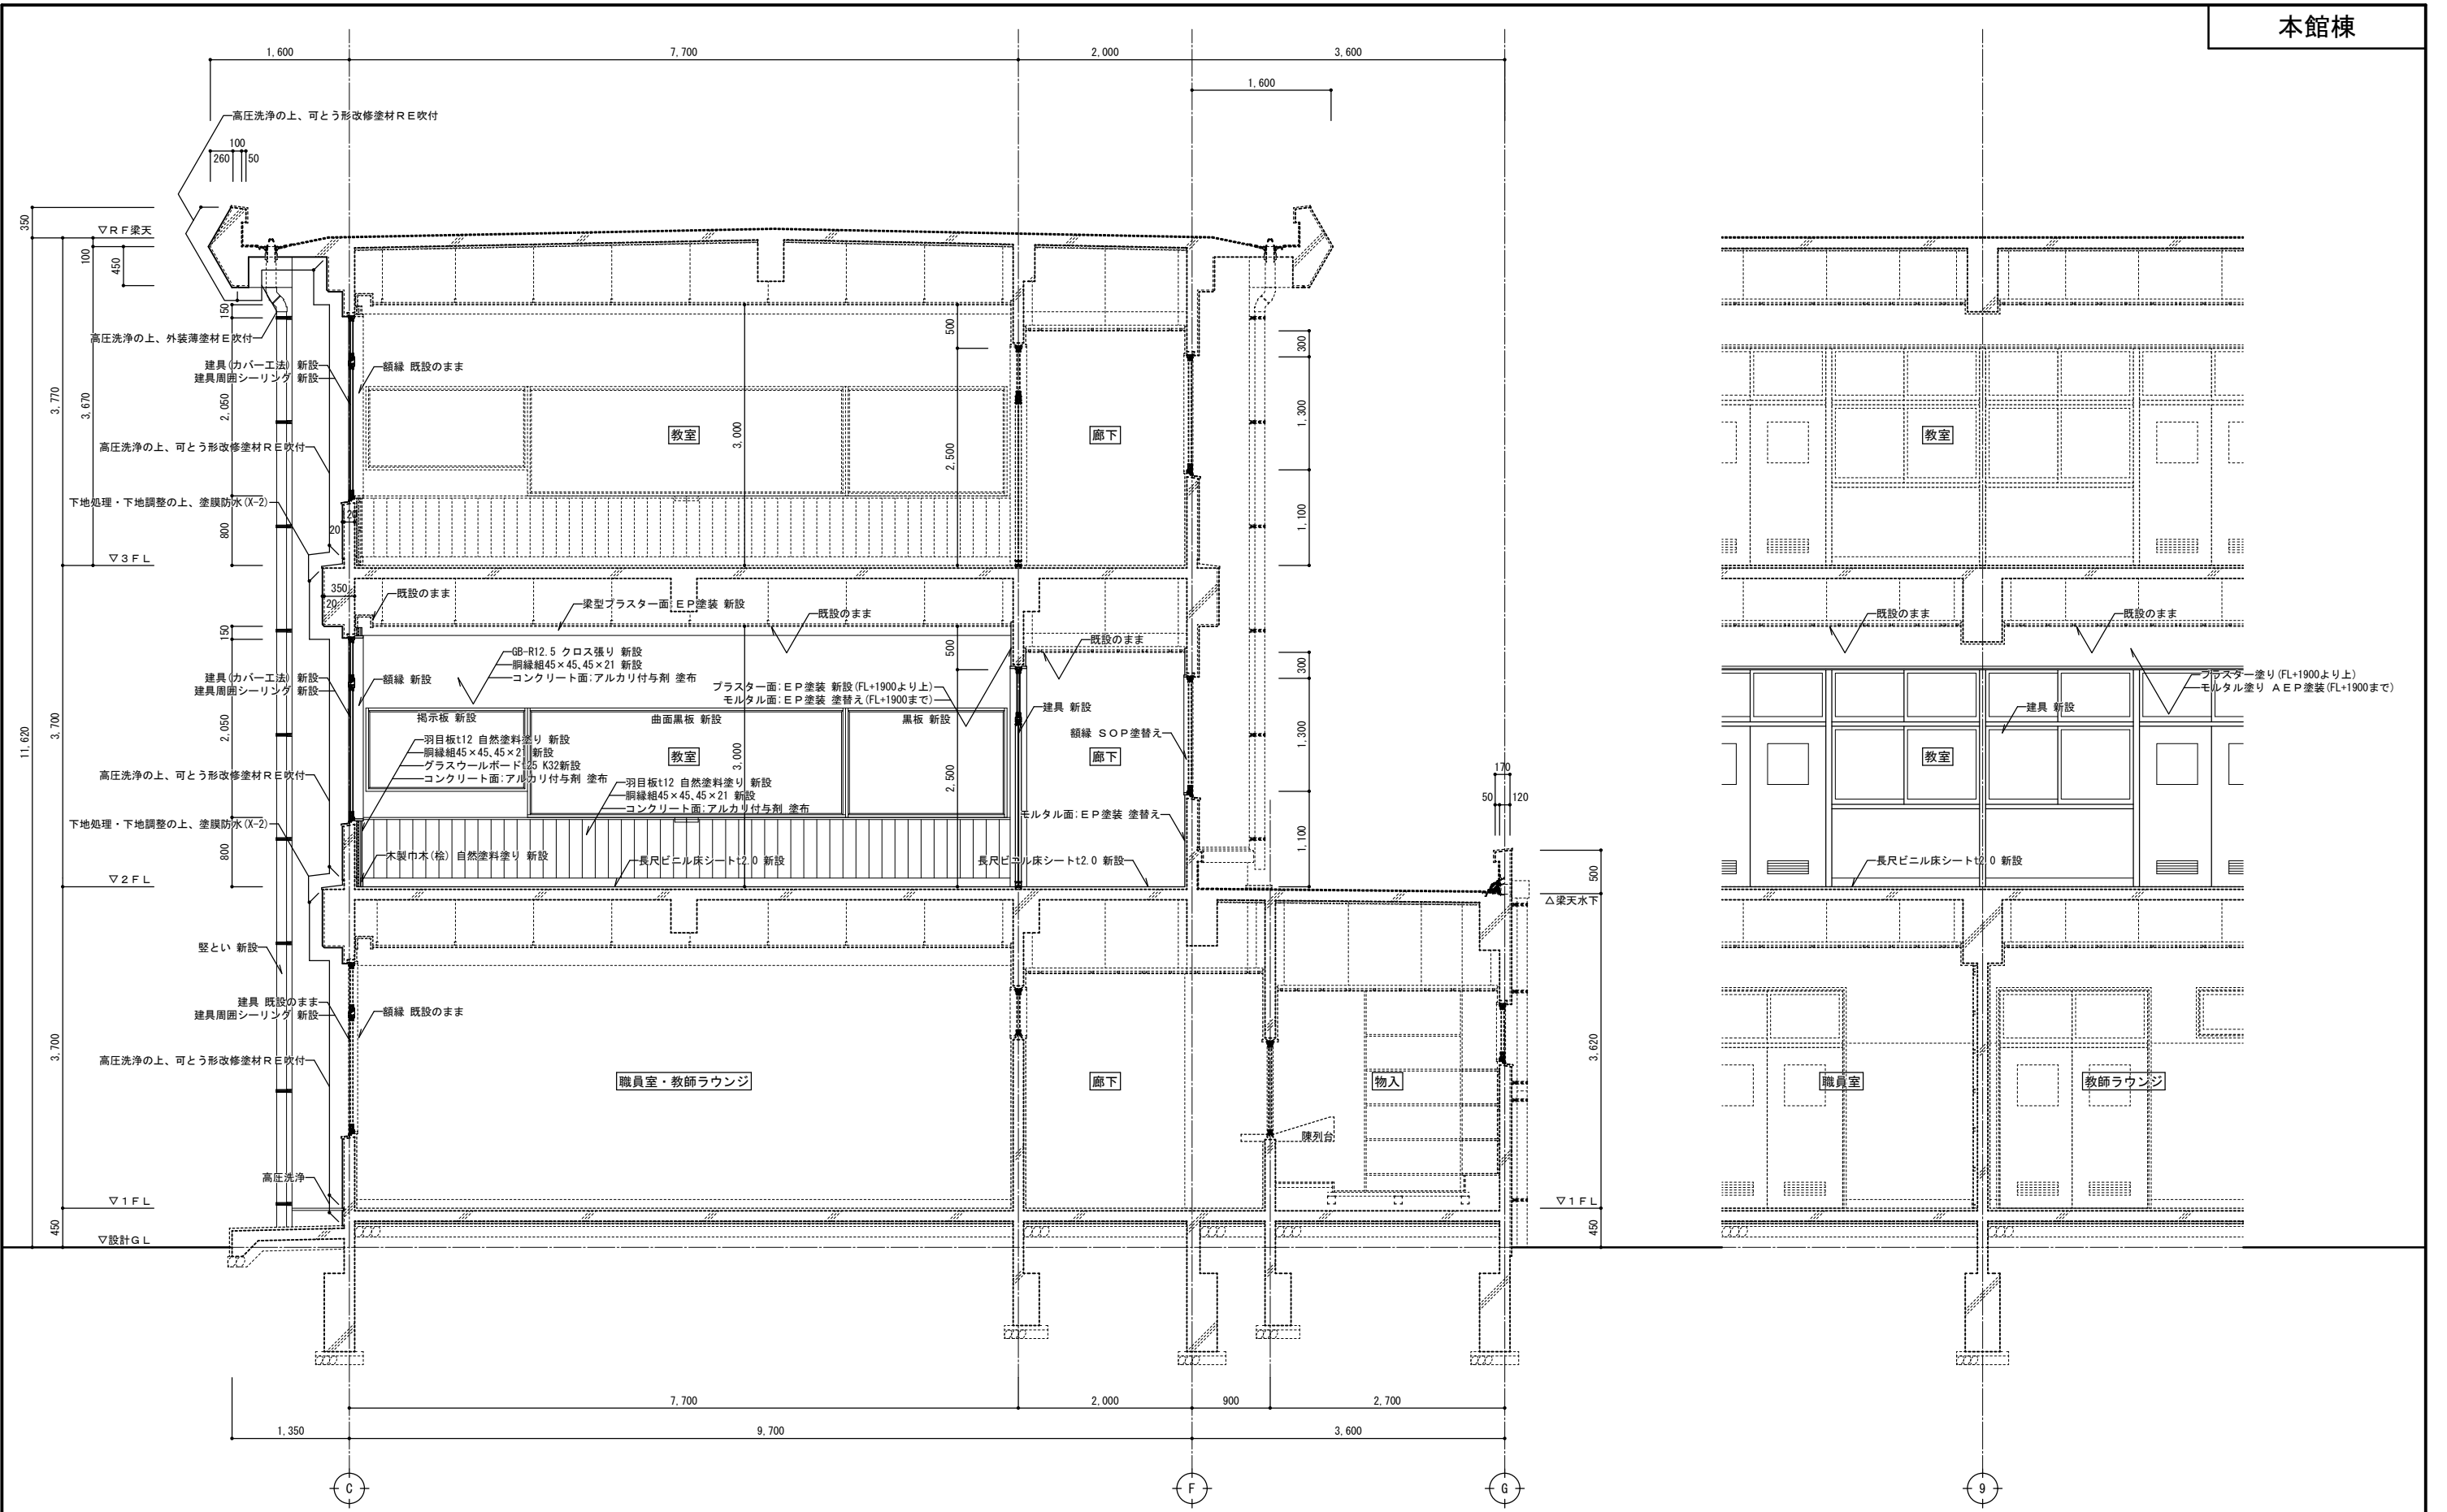 本館棟
1,600
7,700
2,000
3,600
1,600
高圧洗浄の上、可とう形改修塗材RE吹付
100
260
50
350
▽RF梁天
100
450
150
高圧洗浄の上、外装薄塗材E吹付
建具(カバー工法) 新設
建具周囲シーリング 新設
額縁 既設のまま
500
300
3,770
3,670
2,050
教室
3,000
2,500
廊下
1,300
教室
高圧洗浄の上、可とう形改修塗材RE吹付
下地処理・下地調整の上、塗膜防水(X-2)
20
20
800
1,100
▽3FL
350
20
既設のまま
梁型プラスター面:EP塗装 新設
既設のまま
既設のまま
既設のまま
既設のまま
150
500
300
GB-R12.5 クロス張り 新設
胴縁組45×45､45×21 新設
コンクリート面:アルカリ付与剤 塗布
建具(カバー工法) 新設
建具周囲シーリング 新設
額縁 新設
プラスター面:EP塗装 新設(FL+1900より上)
モルタル面:EP塗装 塗替え(FL+1900まで)
プラスター塗り(FL+1900より上)
モルタル塗り AEP塗装(FL+1900まで)
建具 新設
建具 新設
掲示板 新設
曲面黒板 新設
黒板 新設
11,620
3,700
2,050
羽目板t12 自然塗料塗り 新設
胴縁組45×45､45×21 新設
グラスウールボードt25 K32新設
コンクリート面:アルカリ付与剤 塗布
教室
3,000
2,500
額縁 SOP塗替え
廊下
1,300
教室
高圧洗浄の上、可とう形改修塗材RE吹付
羽目板t12 自然塗料塗り 新設
胴縁組45×45､45×21 新設
コンクリート面:アルカリ付与剤 塗布
170
50
120
下地処理・下地調整の上、塗膜防水(X-2)
モルタル面:EP塗装 塗替え
800
1,100
木製巾木(桧) 自然塗料塗り 新設
長尺ビニル床シートt2.0 新設
長尺ビニル床シートt2.0 新設
長尺ビニル床シートt2.0 新設
▽2FL
500
△梁天水下
竪とい 新設
建具 既設のまま
建具周囲シーリング 新設
額縁 既設のまま
3,700
3,620
高圧洗浄の上、可とう形改修塗材RE吹付
職員室・教師ラウンジ
廊下
物入
職員室
教師ラウンジ
陳列台
高圧洗浄
▽1FL
▽1FL
450
450
▽設計GL
7,700
2,000
900
2,700
1,350
9,700
3,600
C
F
G
9